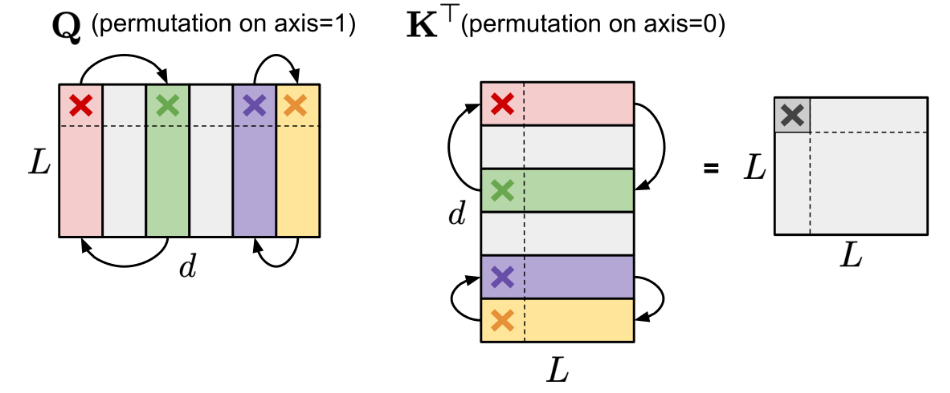 Q (permutation on axis=1)
K⊤(permutation on axis=0)
L
d
d
L
=
L
L